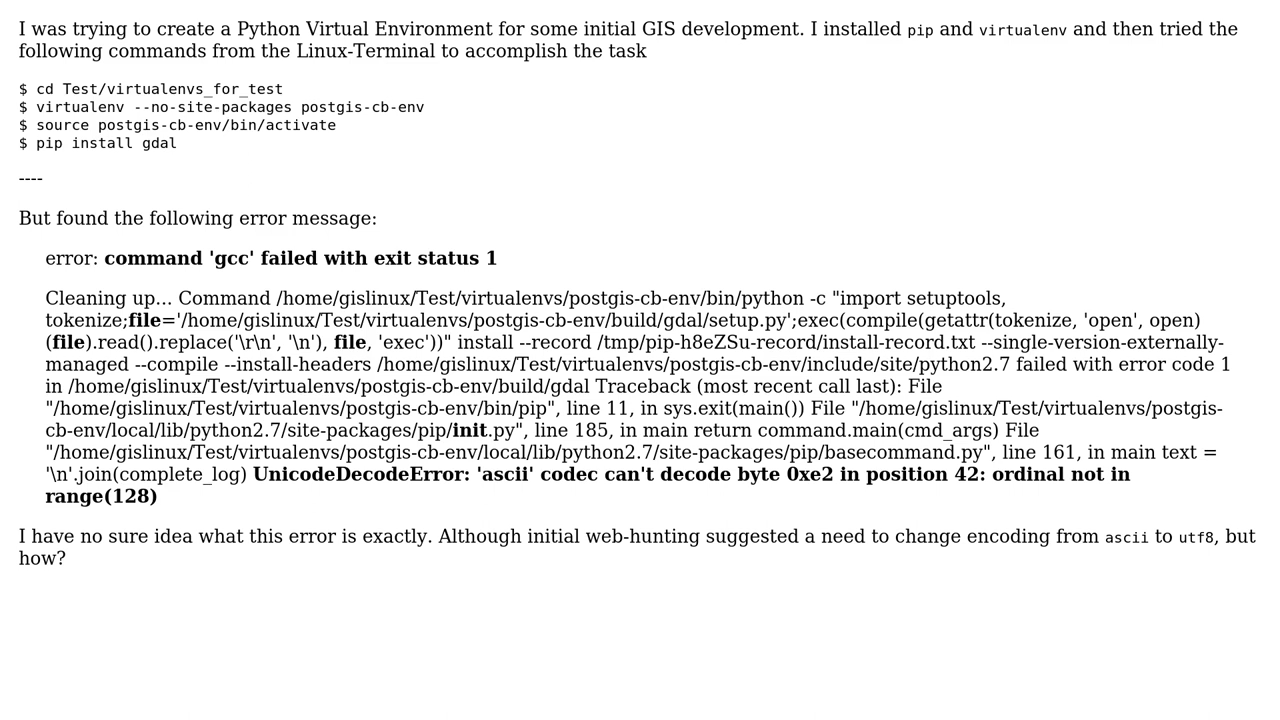 I was trying to create a Python Virtual Environment for some initial GIS development. I installed pip and virtualenv and then tried the
following commands from the Linux-Terminal to accomplish the task
$ cd Test/virtualenvs_for_test
$ virtualenv --no-site-packages postgis-cb-env
$ source postgis-cb-env/bin/activate
$ pip install gdal
----
But found the following error message:
error: command 'gcc' failed with exit status 1
Cleaning up... Command /home/gislinux/Test/virtualenvs/postgis-cb-env/bin/python -c "import setuptools,
tokenize;file='/home/gislinux/Test/virtualenvs/postgis-cb-env/build/gdal/setup.py';exec(compile(getattr(tokenize, 'open', open)
(file).read().replace('\r\n', '\n'), file, 'exec'))" install --record /tmp/pip-h8eZSu-record/install-record.txt --single-version-externally-
managed --compile --install-headers /home/gislinux/Test/virtualenvs/postgis-cb-env/include/site/python2.7 failed with error code 1
in /home/gislinux/Test/virtualenvs/postgis-cb-env/build/gdal Traceback (most recent call last): File
"/home/gislinux/Test/virtualenvs/postgis-cb-env/bin/pip", line 11, in sys.exit(main()) File "/home/gislinux/Test/virtualenvs/postgis-
cb-env/local/lib/python2.7/site-packages/pip/init.py", line 185, in main return command.main(cmd_args) File
"/home/gislinux/Test/virtualenvs/postgis-cb-env/local/lib/python2.7/site-packages/pip/basecommand.py", line 161, in main text =
'\n'.join(complete_log) UnicodeDecodeError: 'ascii' codec can't decode byte 0xe2 in position 42: ordinal not in
range(128)
I have no sure idea what this error is exactly. Although initial web-hunting suggested a need to change encoding from ascii to utf8, but
how?